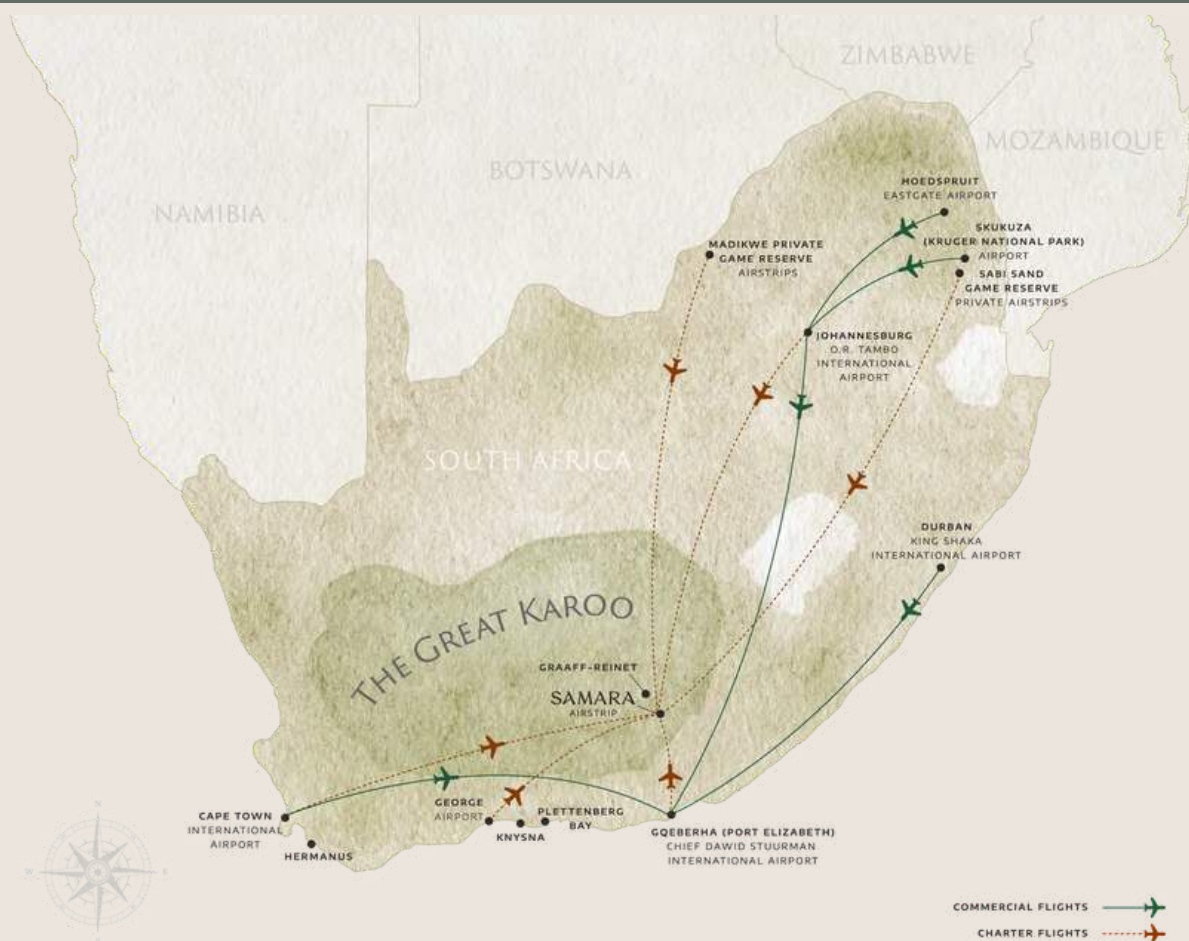 ZIMBABWE
MOZAMBIQUE
BOTSWANA
NAMIBIA
HOEDSPRUIT
EASTGATE AIRPORT
SKUKUZA
(KRUGER NATIONAL PARK)
AIRPORT
MADIKWE PRIVATE
GAME RESERVE
AIRSTRIPS
SABI SAND
GAME RESERVE
PRIVATE AIRSTRIPS
JOHANNESBURG
O.R. TAMBO
INTERNATIONAL
AIRPORT
SOUTH AFRICA
DURBAN
KING SHAKA
INTERNATIONAL AIRPORT
THE GREAT KAROO
GRAAFF-REINET
SAMARA
AIRSTRIP
GEORGE
AIRPORT
PLETTENBERG
BAY
KNYSNA
CAPE TOWN
INTERNATIONAL
AIRPORT
HERMANUS
GQEBERHA (PORT ELIZABETH)
CHIEF DAWID STUURMAN
INTERNATIONAL AIRPORT
N
W
E
COMMERCIAL FLIGHTS
CHARTER FLIGHTS